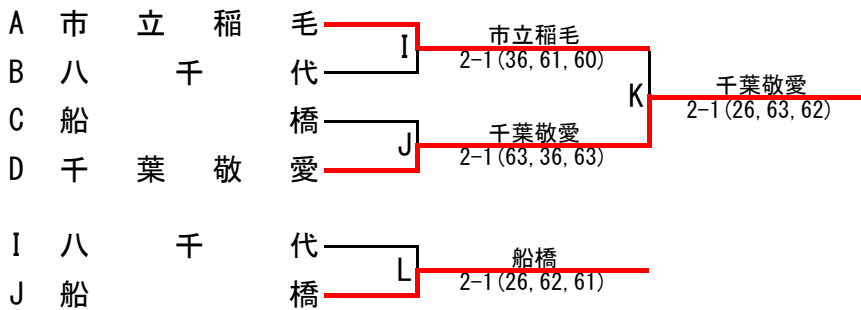 A 市立稲毛
I
市立稲毛
2-1(36,61,60)
B 八千代
K
千葉敬愛
2-1(26,63,62)
C 船橋
J
千葉敬愛
2-1(63,36,63)
D 千葉敬愛
I 八千代
L
船橋
2-1(26,62,61)
J 船橋